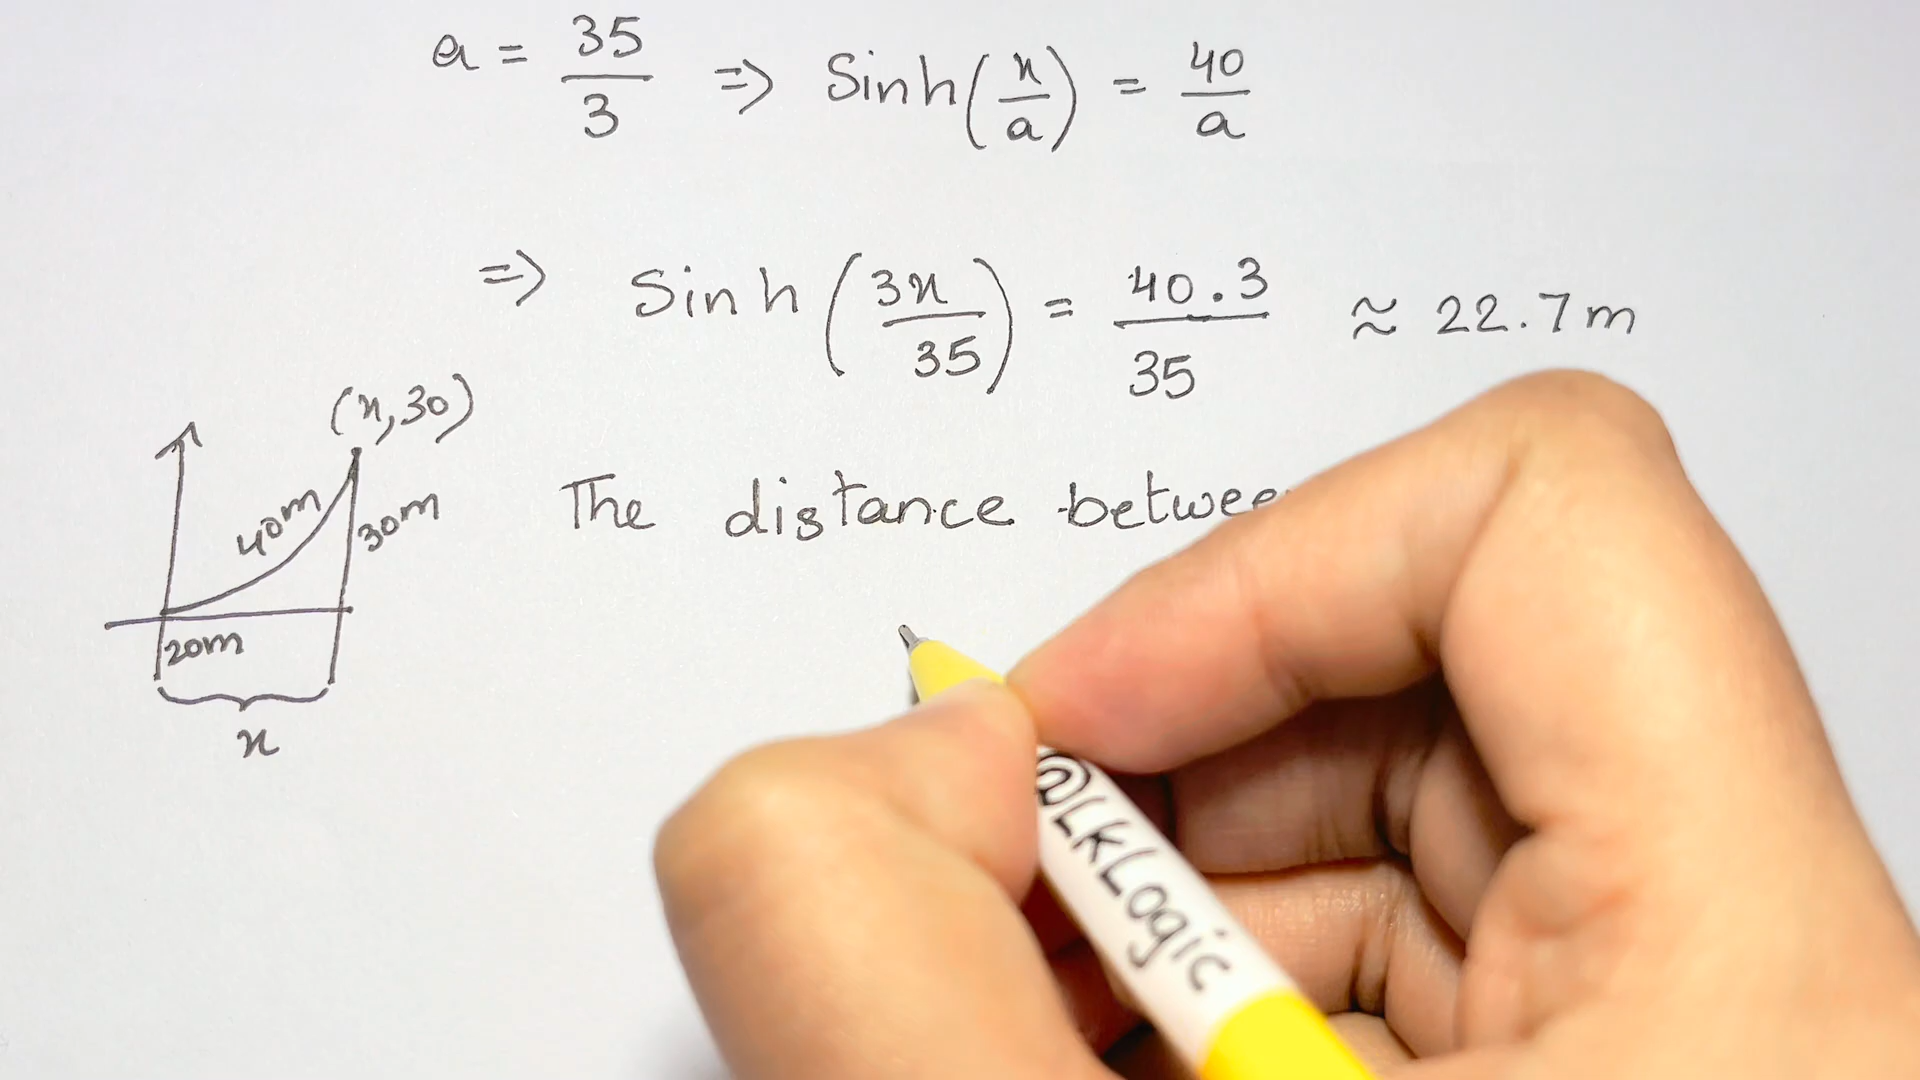 a = 35/3 => Sinh(x/a) = 40/a
=> Sinh(3x/35) = 40.3/35 ≈ 22.7m
(x,30)
40m
30m
20m
x
The distance between
@LKLogic